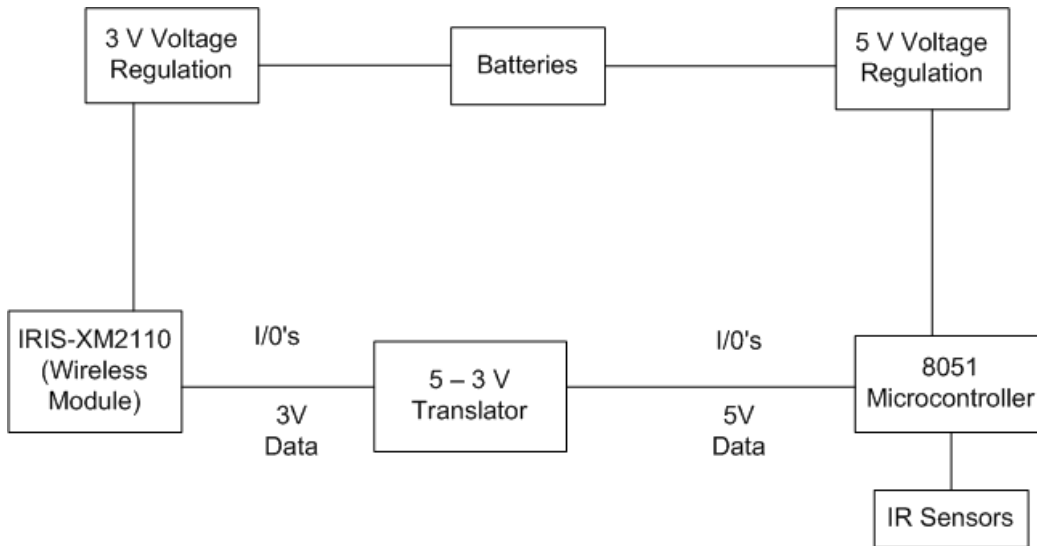 3 V Voltage
Regulation
Batteries
5 V Voltage
Regulation
IRIS-XM2110
(Wireless
Module)
I/0's
3V
Data
5 – 3 V
Translator
I/0's
5V
Data
8051
Microcontroller
IR Sensors